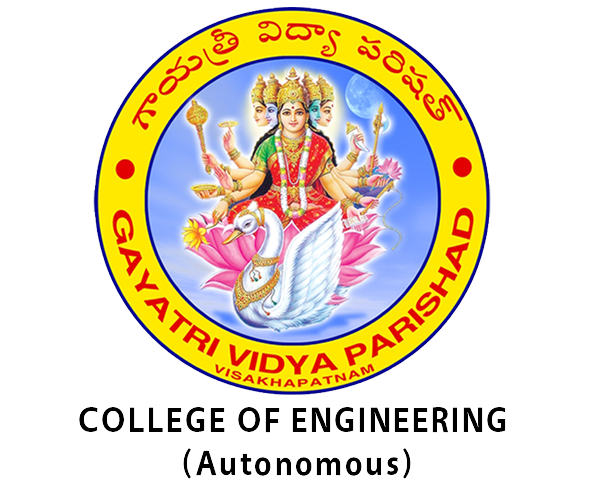 గాయత్రీ విద్యా పరిషత్
GAYATRI VIDYA PARISHAD
VISAKHAPATNAM
COLLEGE OF ENGINEERING
(Autonomous)